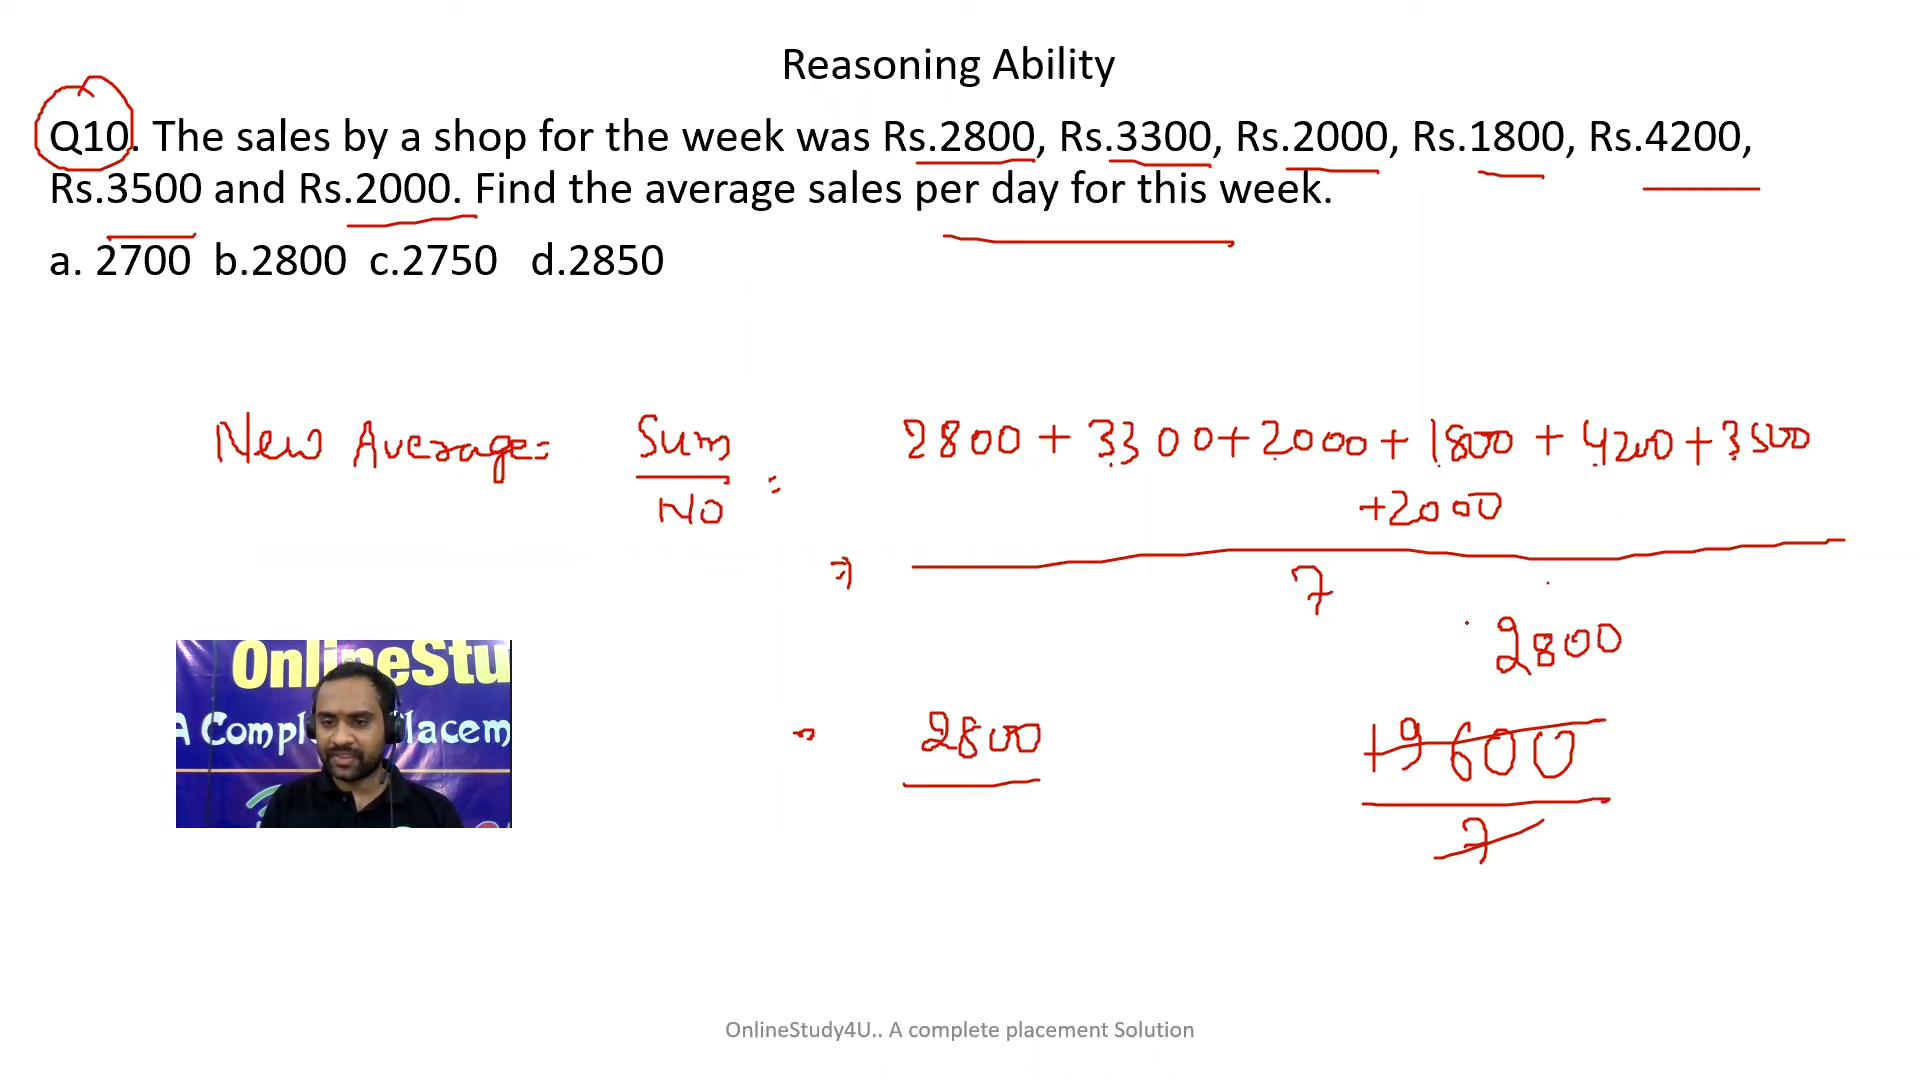 Reasoning Ability
Q10. The sales by a shop for the week was Rs.2800, Rs.3300, Rs.2000, Rs.1800, Rs.4200,
Rs.3500 and Rs.2000. Find the average sales per day for this week.
a. 2700 b.2800 c.2750 d.2850
New Average= Sum = 2800 + 3300+2000 + 1800 + 4200 +3500
NO +2000
⇒ 7
2800
= 2800 19600
7
OnlineStu
A Compl lacem
OnlineStudy4U.. A complete placement Solution